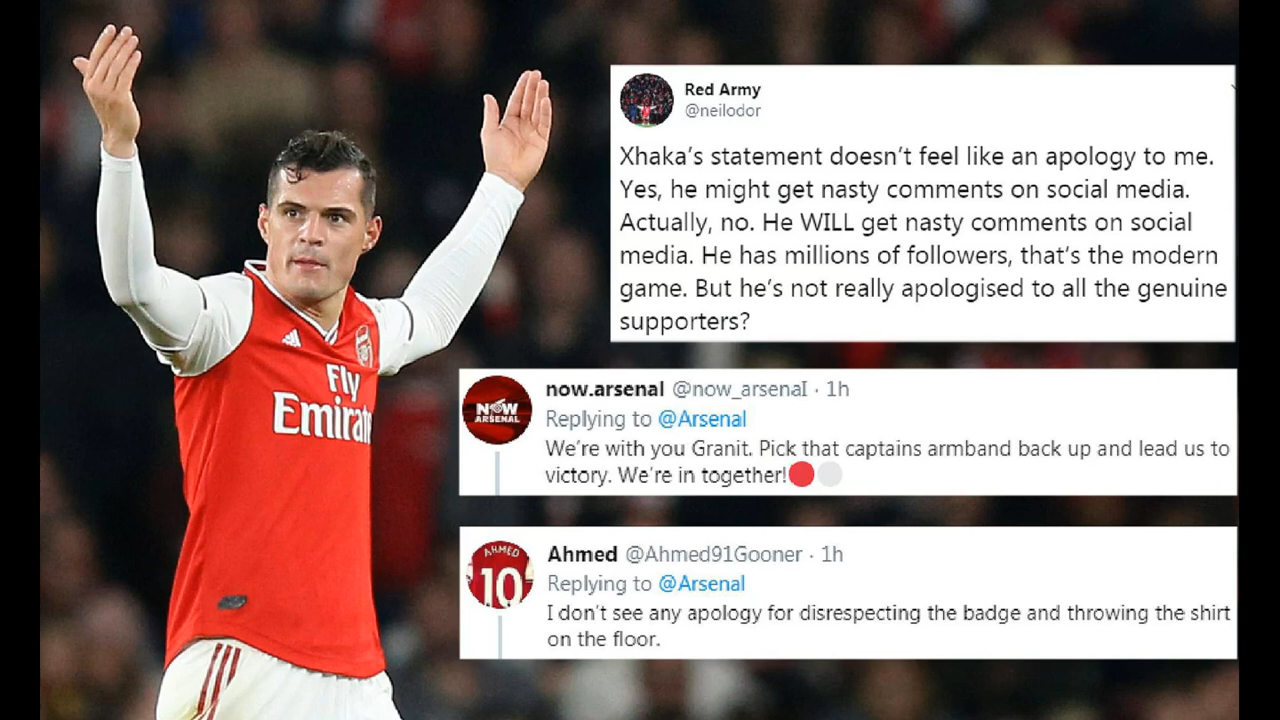 Red Army
@neilodor
Xhaka's statement doesn't feel like an apology to me.
Yes, he might get nasty comments on social media.
Actually, no. He WILL get nasty comments on social
media. He has millions of followers, that's the modern
game. But he's not really apologised to all the genuine
supporters?
now.arsenal @now_arsenaI · 1h
Replying to @Arsenal
We're with you Granit. Pick that captains armband back up and lead us to
victory. We're in together!🔴⚪
NOW
ARSENAL
Ahmed @Ahmed91Gooner · 1h
Replying to @Arsenal
I don't see any apology for disrespecting the badge and throwing the shirt
on the floor.
AHMED
10
Fly
Emirat